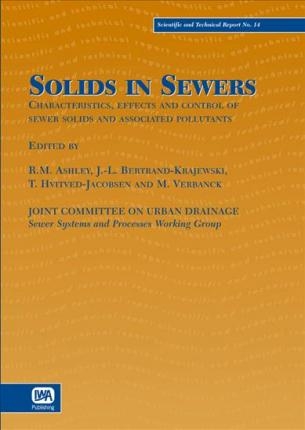 Scientific and Technical Report No. 14
SOLIDS IN SEWERS
CHARACTERISTICS, EFFECTS AND CONTROL OF
SEWER SOLIDS AND ASSOCIATED POLLUTANTS
EDITED BY
R.M. ASHLEY, J.-L. BERTRAND-KRAJEWSKI,
T. HVITVED-JACOBSEN AND M. VERBANCK
JOINT COMMITTEE ON URBAN DRAINAGE
Sewer Systems and Processes Working Group
IWA
Publishing